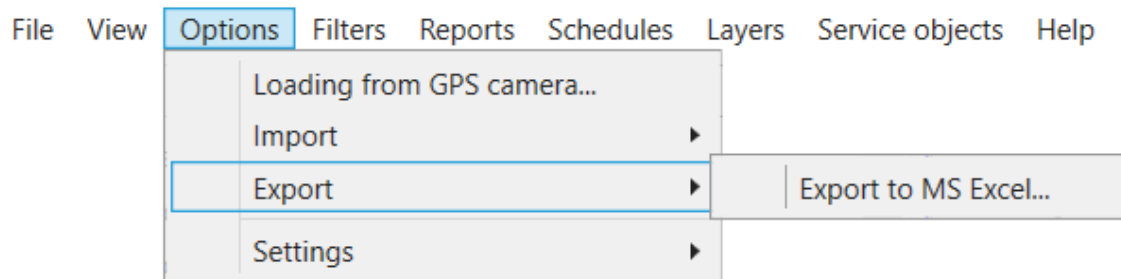 File View Options Filters Reports Schedules Layers Service objects Help
Loading from GPS camera...
Import
Export
Export to MS Excel...
Settings